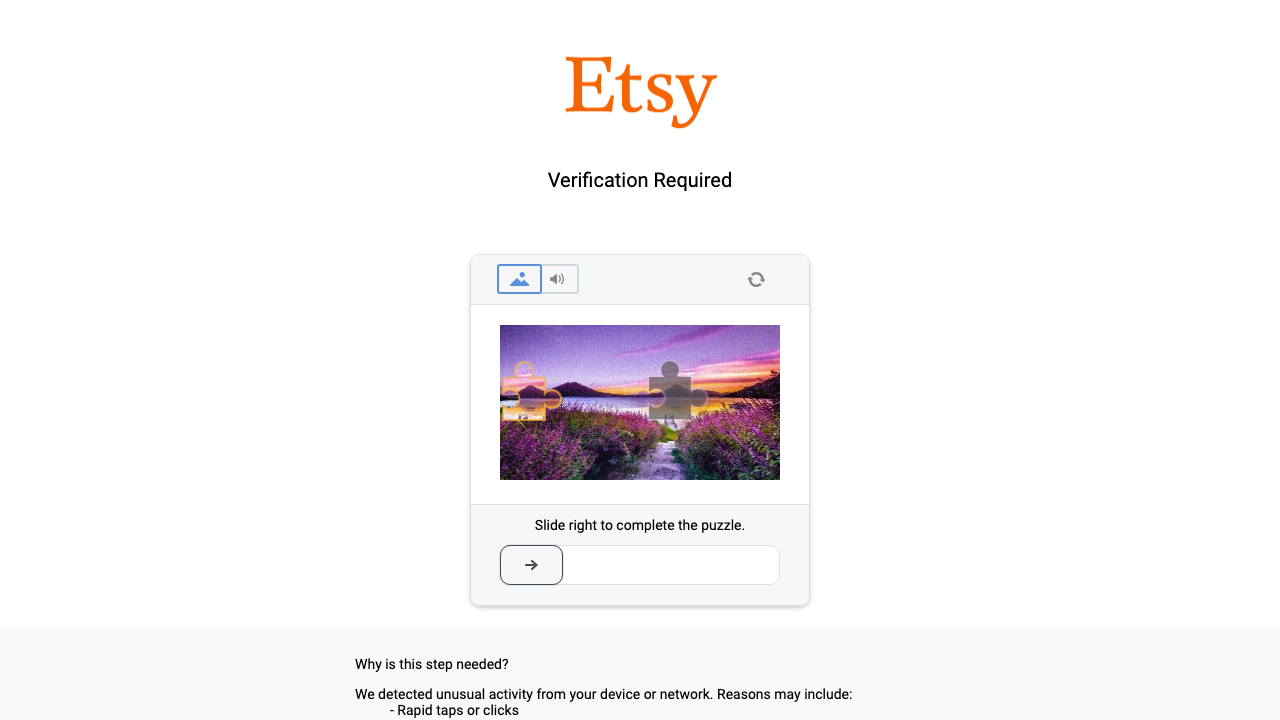 Etsy
Verification Required
Slide right to complete the puzzle.
Why is this step needed?
We detected unusual activity from your device or network. Reasons may include:
- Rapid taps or clicks